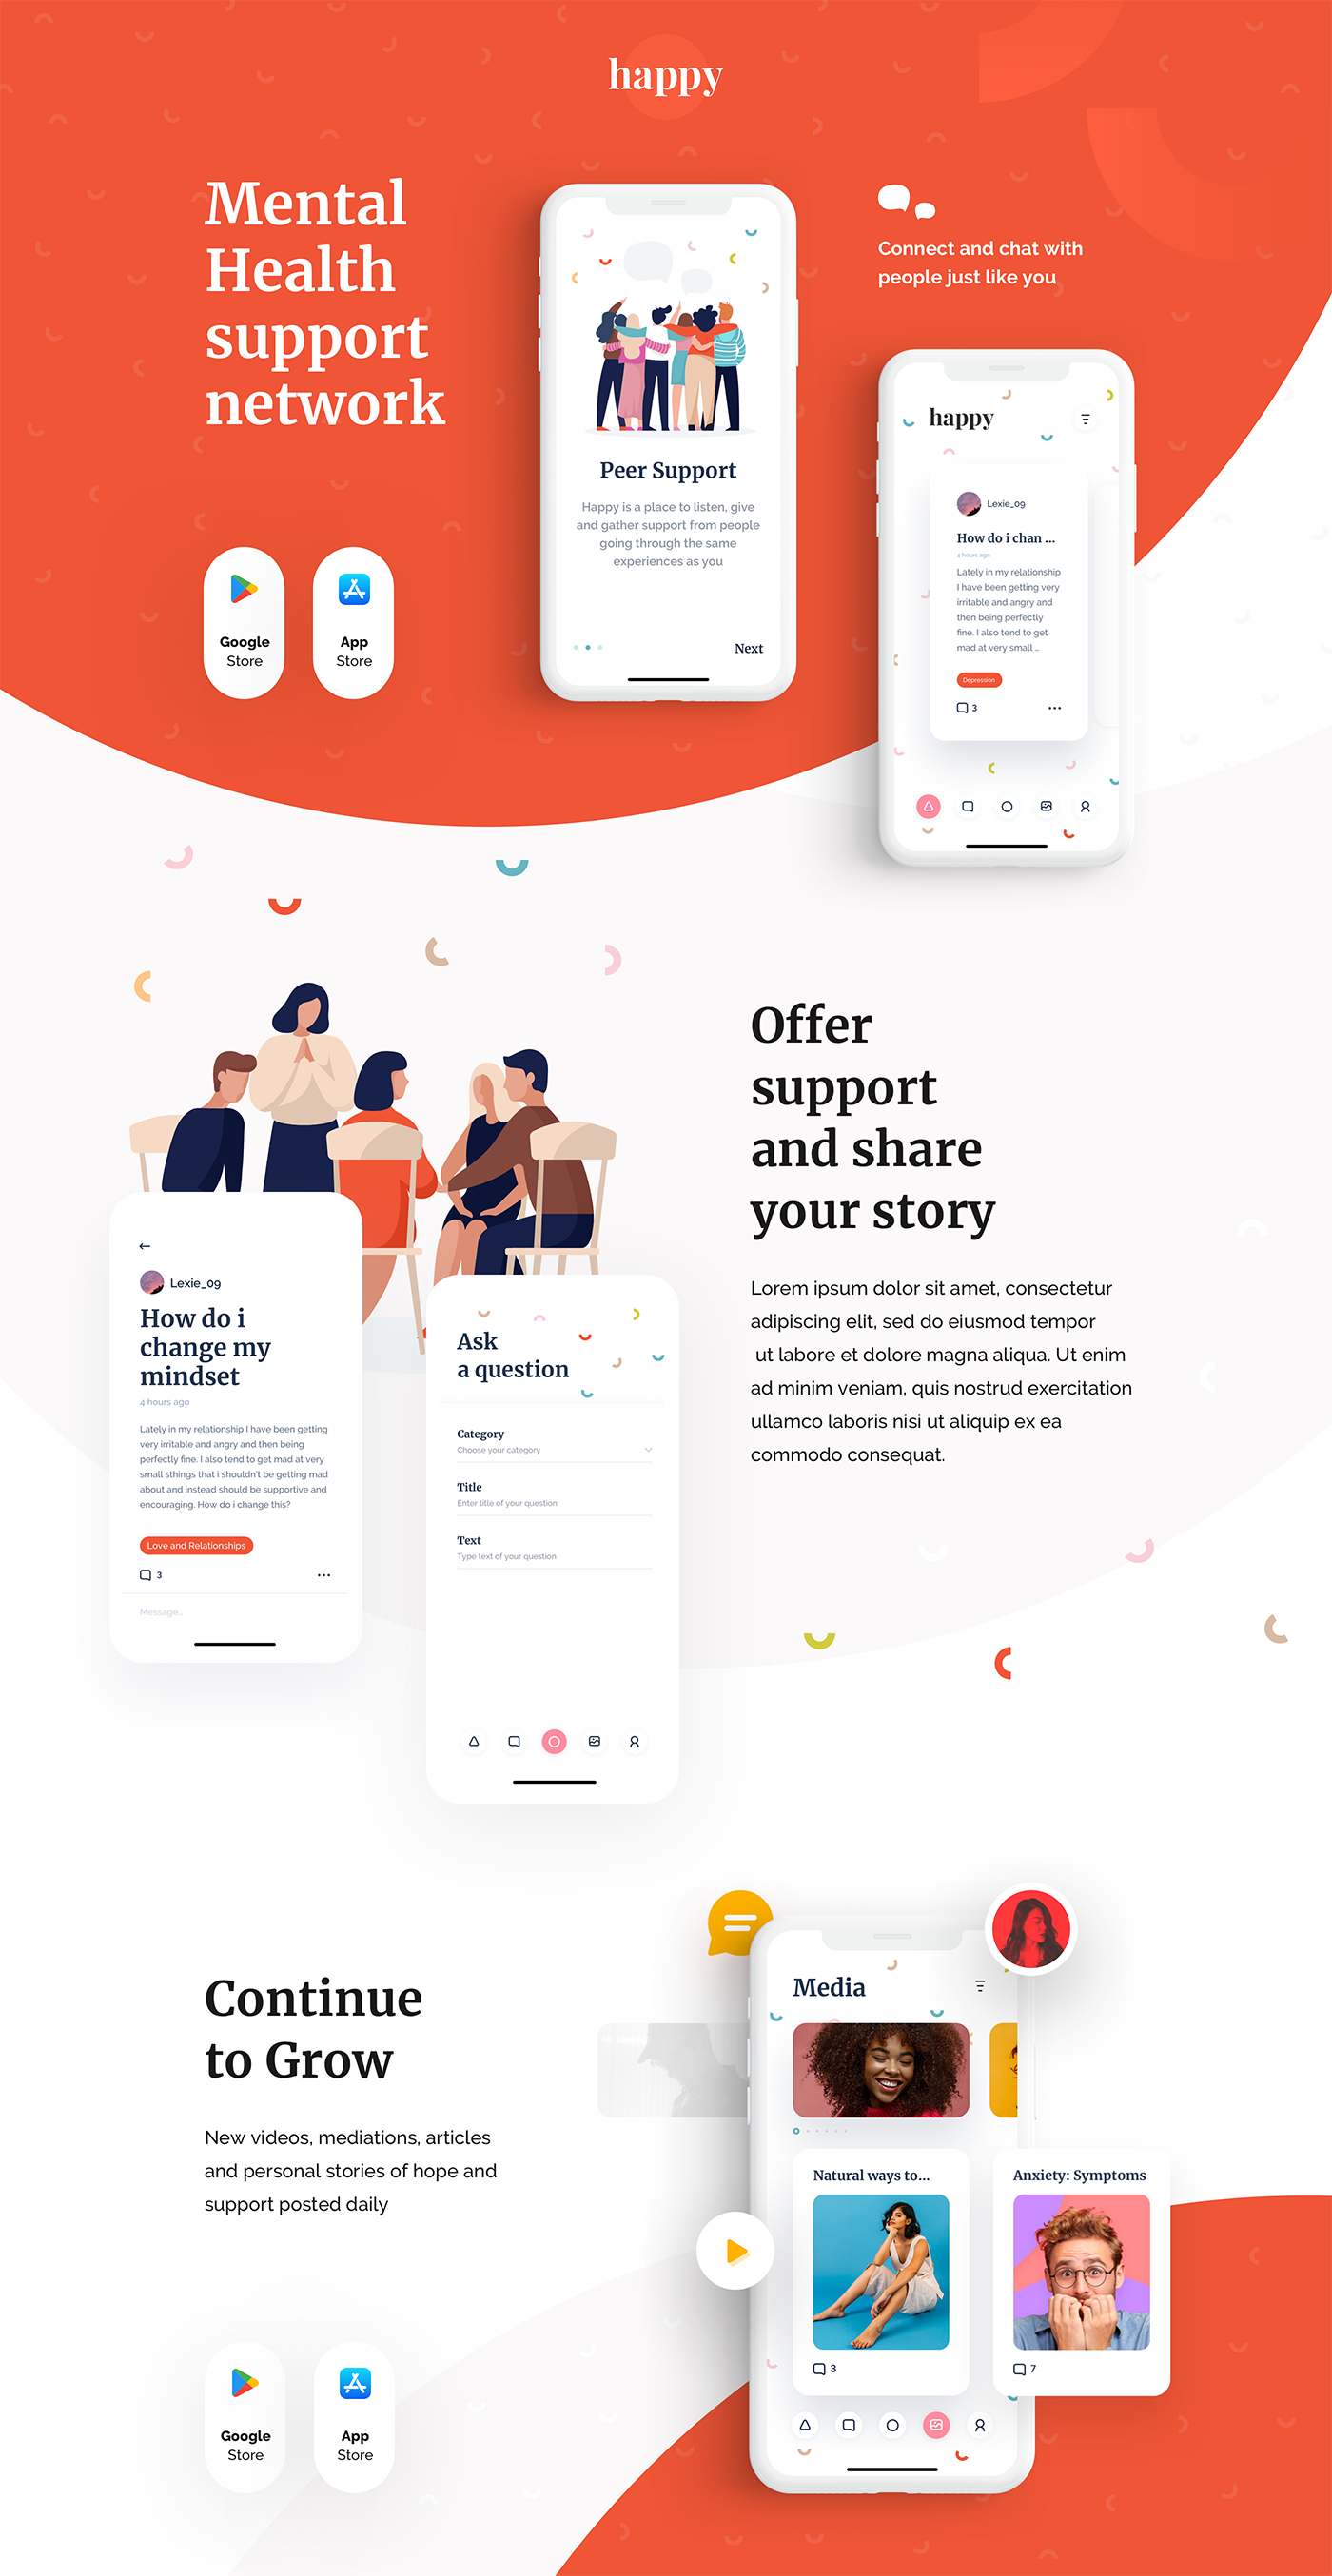 happy
Mental
Health
support
network
Google
Store
App
Store
Peer Support
Happy is a place to listen, give
and gather support from people
going through the same
experiences as you
Next
Connect and chat with
people just like you
happy
Lexie_09
How do i chan ...
4 hours ago
Lately in my relationship
I have been getting very
irritable and angry and
then being perfectly
fine. I also tend to get
mad at very small ..
Depression
3
Offer
support
and share
your story
Lorem ipsum dolor sit amet, consectetur
adipiscing elit, sed do eiusmod tempor
ut labore et dolore magna aliqua. Ut enim
ad minim veniam, quis nostrud exercitation
ullamco laboris nisi ut aliquip ex ea
commodo consequat.
Lexie_09
How do i
change my
mindset
4 hours ago
Lately in my relationship I have been getting
very irritable and angry and then being
perfectly fine. I also tend to get mad at very
small sthings that i shouldn't be getting mad
about and instead should be supportive and
encouraging. How do i change this?
Love and Relationships
3
Message...
Ask
a question
Category
Choose your category
Title
Enter title of your question
Text
Type text of your question
Continue
to Grow
New videos, mediations, articles
and personal stories of hope and
support posted daily
Google
Store
App
Store
Media
Natural ways to...
3
Anxiety: Symptoms
7